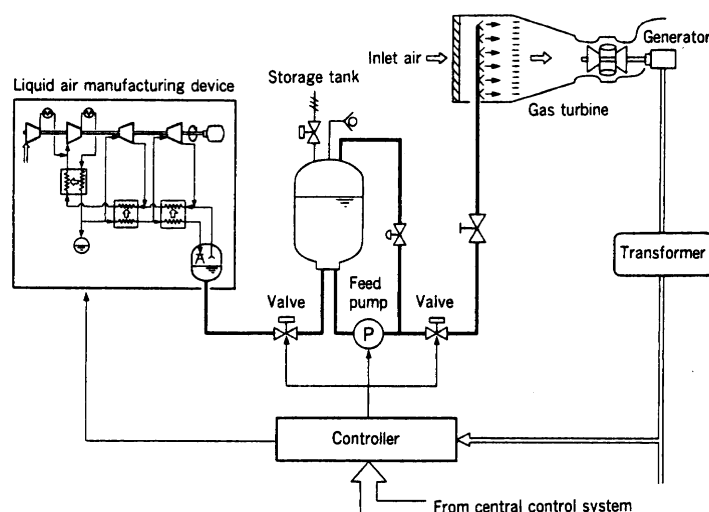 Generator
Inlet air
Gas turbine
Storage tank
Liquid air manufacturing device
Transformer
Feed
pump
Valve
Valve
P
Controller
From central control system